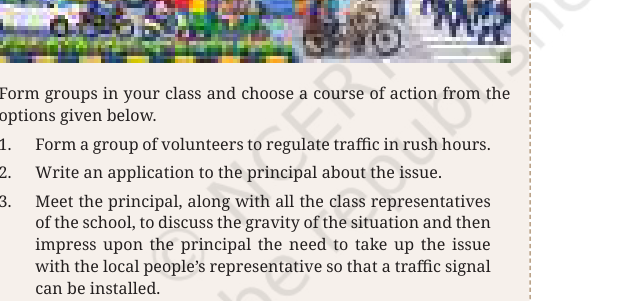 Form groups in your class and choose a course of action from the
options given below.
1. Form a group of volunteers to regulate traffic in rush hours.
2. Write an application to the principal about the issue.
3. Meet the principal, along with all the class representatives
of the school, to discuss the gravity of the situation and then
impress upon the principal the need to take up the issue
with the local people's representative so that a traffic signal
can be installed.
© NCERT
be republished